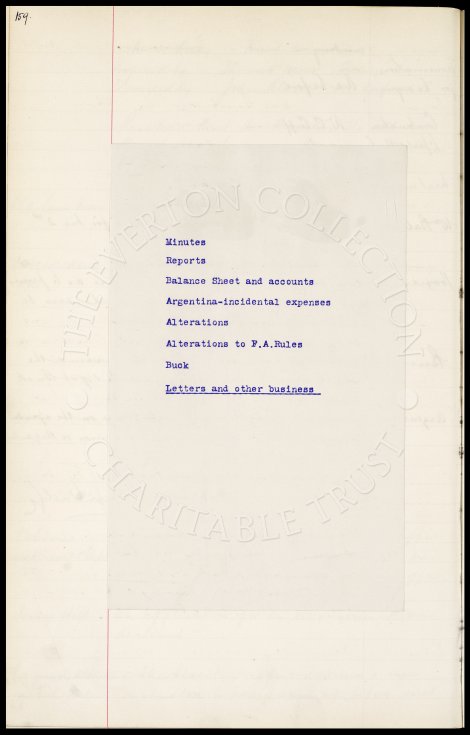 159.
Minutes
Reports
Balance Sheet and accounts
Argentina-incidental expenses
Alterations
Alterations to F.A.Rules
Buck
Letters and other business
THE EVERTON COLLECTION
CHARITABLE TRUST